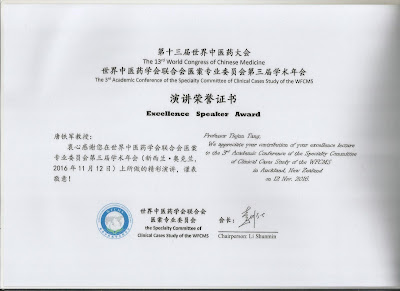 第十三届世界中医药大会
The 13rd World Congress of Chinese Medicine
世界中医药学会联合会医案专业委员会第三届学术年会
The 3rd Academic Conference of the Specialty Committee of Clinical Cases Study of the WFCMS
演讲荣誉证书
Excellence Speaker Award
唐铁军教授：
衷心感谢您在世界中医药学会联合会医案
专业委员会第三届学术年会（新西兰·奥克兰，
2016年11月12日）上所做的精彩演讲，谨表
敬意！
Professor Tiejun Tang,
We appreciate your contribution of your excellence lecture
to the 3rd Academic Conference of the Specialty Committee
of Clinical Cases Study of the WFCMS
in Auckland, New Zealand
on 12 Nov. 2016.
世界中医药学会联合会
医案专业委员会
the Specialty Committee of
Clinical Cases Study of the WFCMS
会长：
Chairperson: Li Shunmin